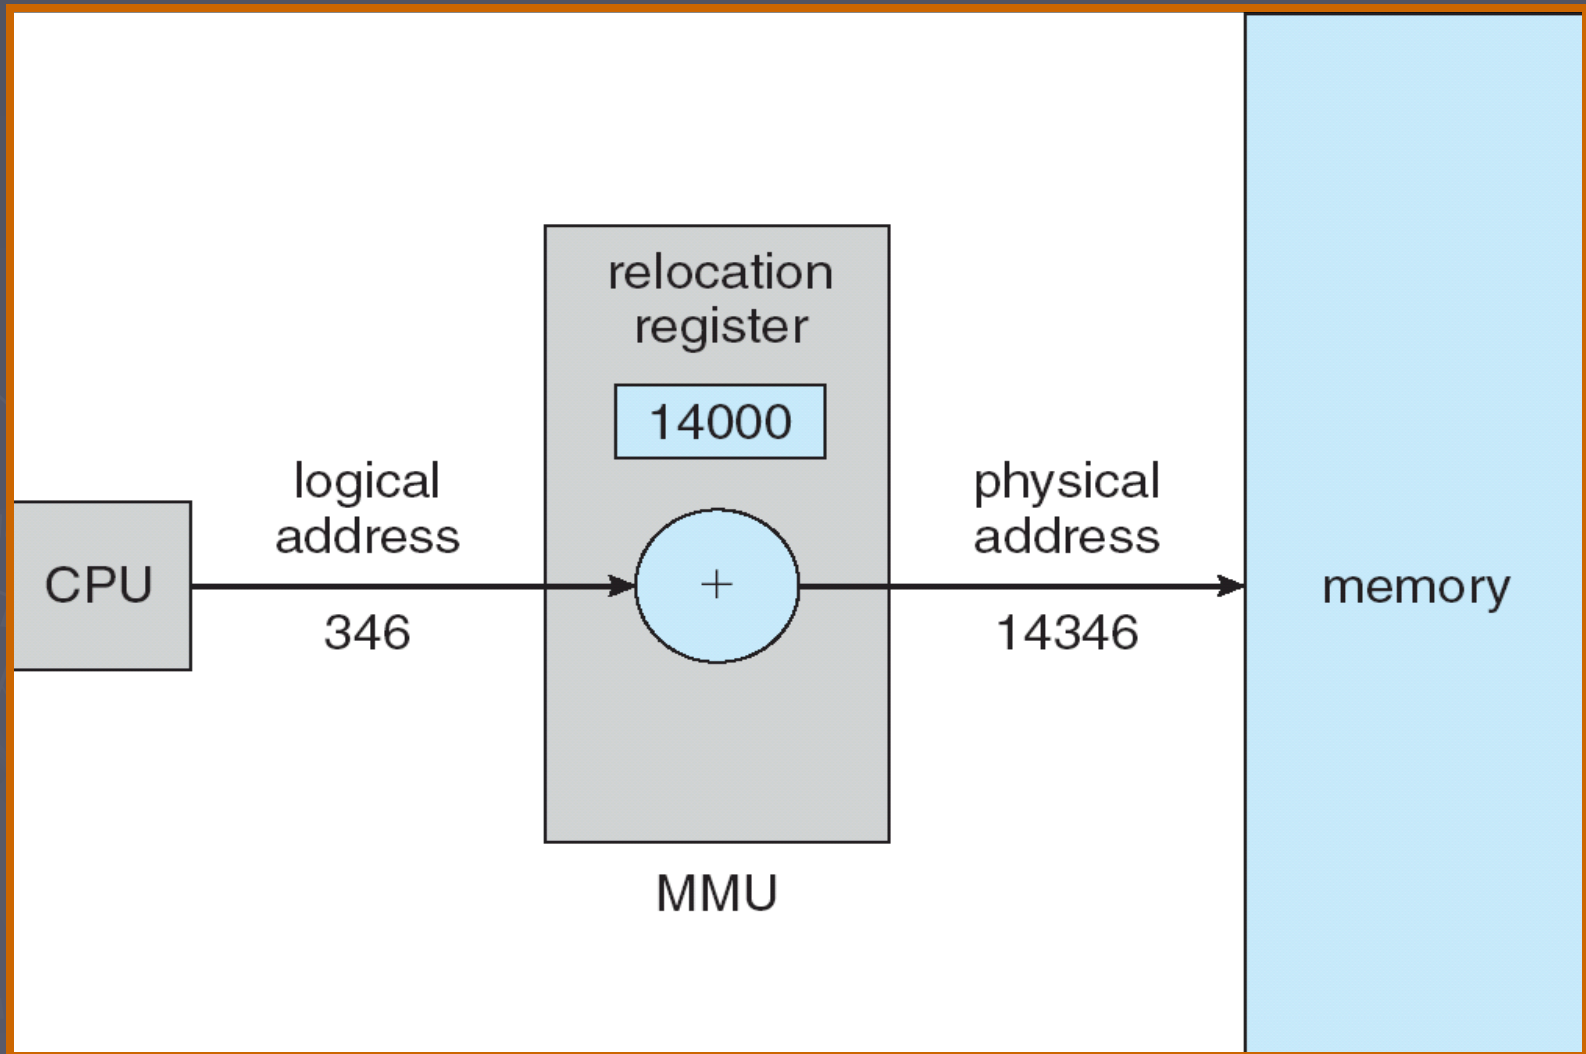 relocation
register
14000
logical
address
346
CPU
+
physical
address
14346
memory
MMU